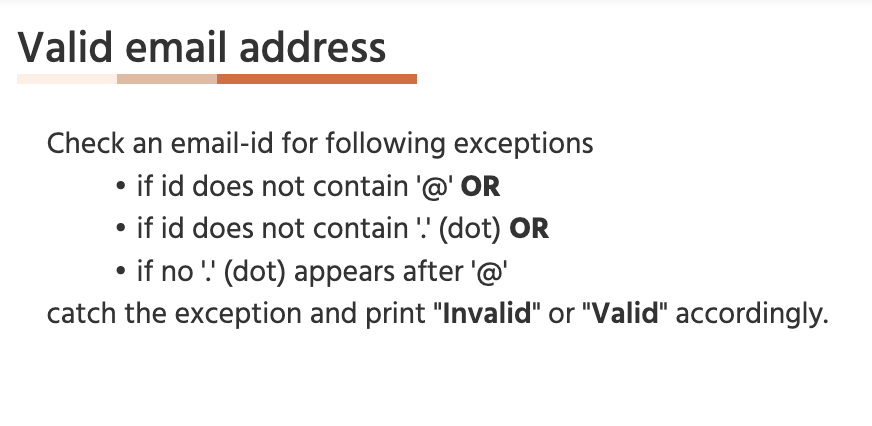 Valid email address
Check an email-id for following exceptions
• if id does not contain '@' OR
• if id does not contain '.' (dot) OR
• if no '.' (dot) appears after '@'
catch the exception and print "Invalid" or "Valid" accordingly.